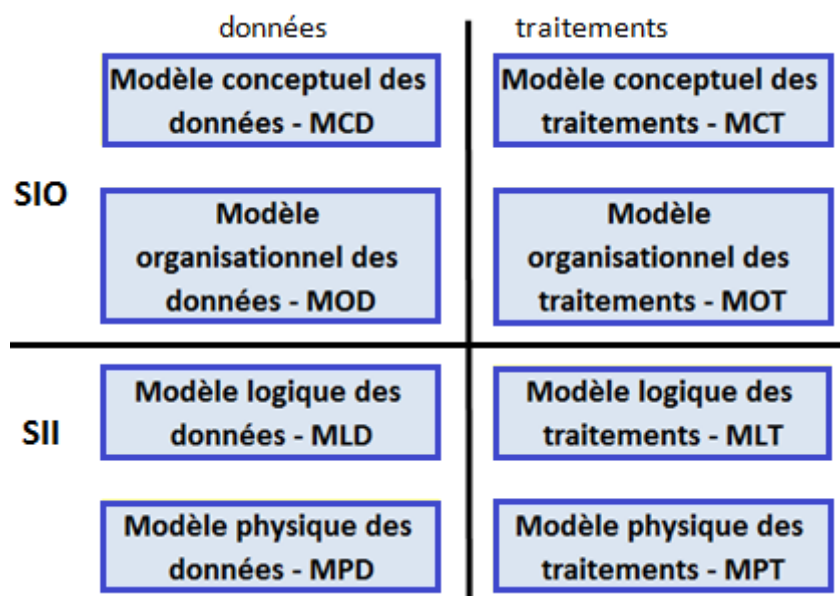 données
traitements
Modèle conceptuel des
données - MCD
Modèle conceptuel des
traitements - MCT
SIO
Modèle
organisationnel des
données - MOD
Modèle
organisationnel des
traitements - MOT
SII
Modèle logique des
données - MLD
Modèle logique des
traitements - MLT
Modèle physique des
données - MPD
Modèle physique des
traitements - MPT